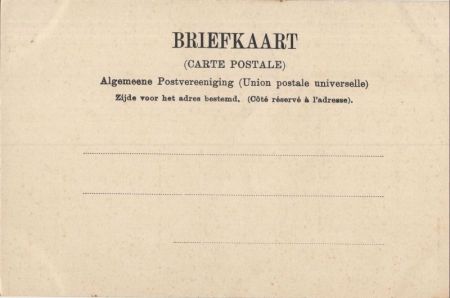 BRIEFKAART
(CARTE POSTALE)
Algemeene Postvereeniging (Union postale universelle)
Zijde voor het adres bestemd. (Côté réservé à l'adresse).